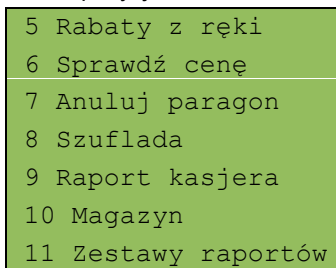 5 Rabaty z ręki
6 Sprawdź cenę
7 Anuluj paragon
8 Szuflada
9 Raport kasjera
10 Magazyn
11 Zestawy raportów